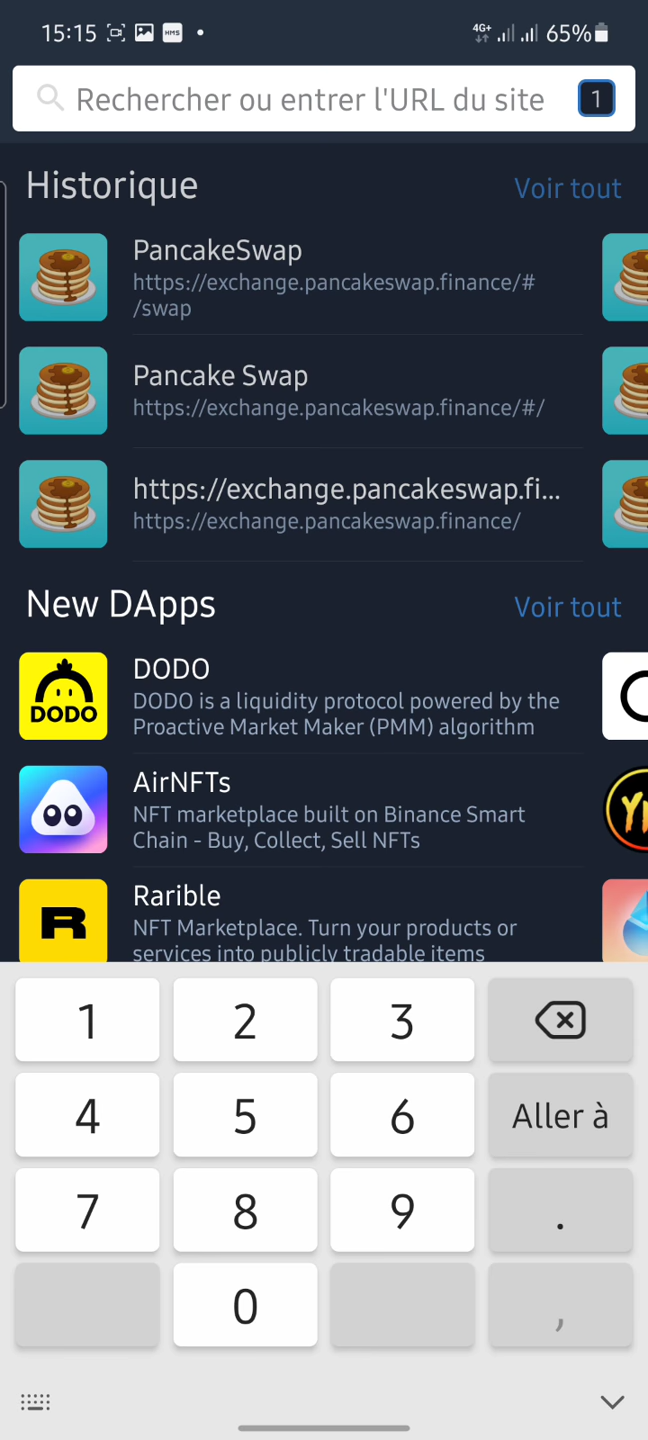 15:15 HMS 4G+ 65%
Rechercher ou entrer l'URL du site 1
Historique Voir tout
PancakeSwap
https://exchange.pancakeswap.finance/#
/swap
Pancake Swap
https://exchange.pancakeswap.finance/#/
https://exchange.pancakeswap.fi...
https://exchange.pancakeswap.finance/
New DApps Voir tout
DODO
DODO
DODO is a liquidity protocol powered by the
Proactive Market Maker (PMM) algorithm
AirNFTs
NFT marketplace built on Binance Smart
Chain - Buy, Collect, Sell NFTs
R
Rarible
NFT Marketplace. Turn your products or
services into publicly tradable items
1 2 3
4 5 6 Aller à
7 8 9 .
0 ,